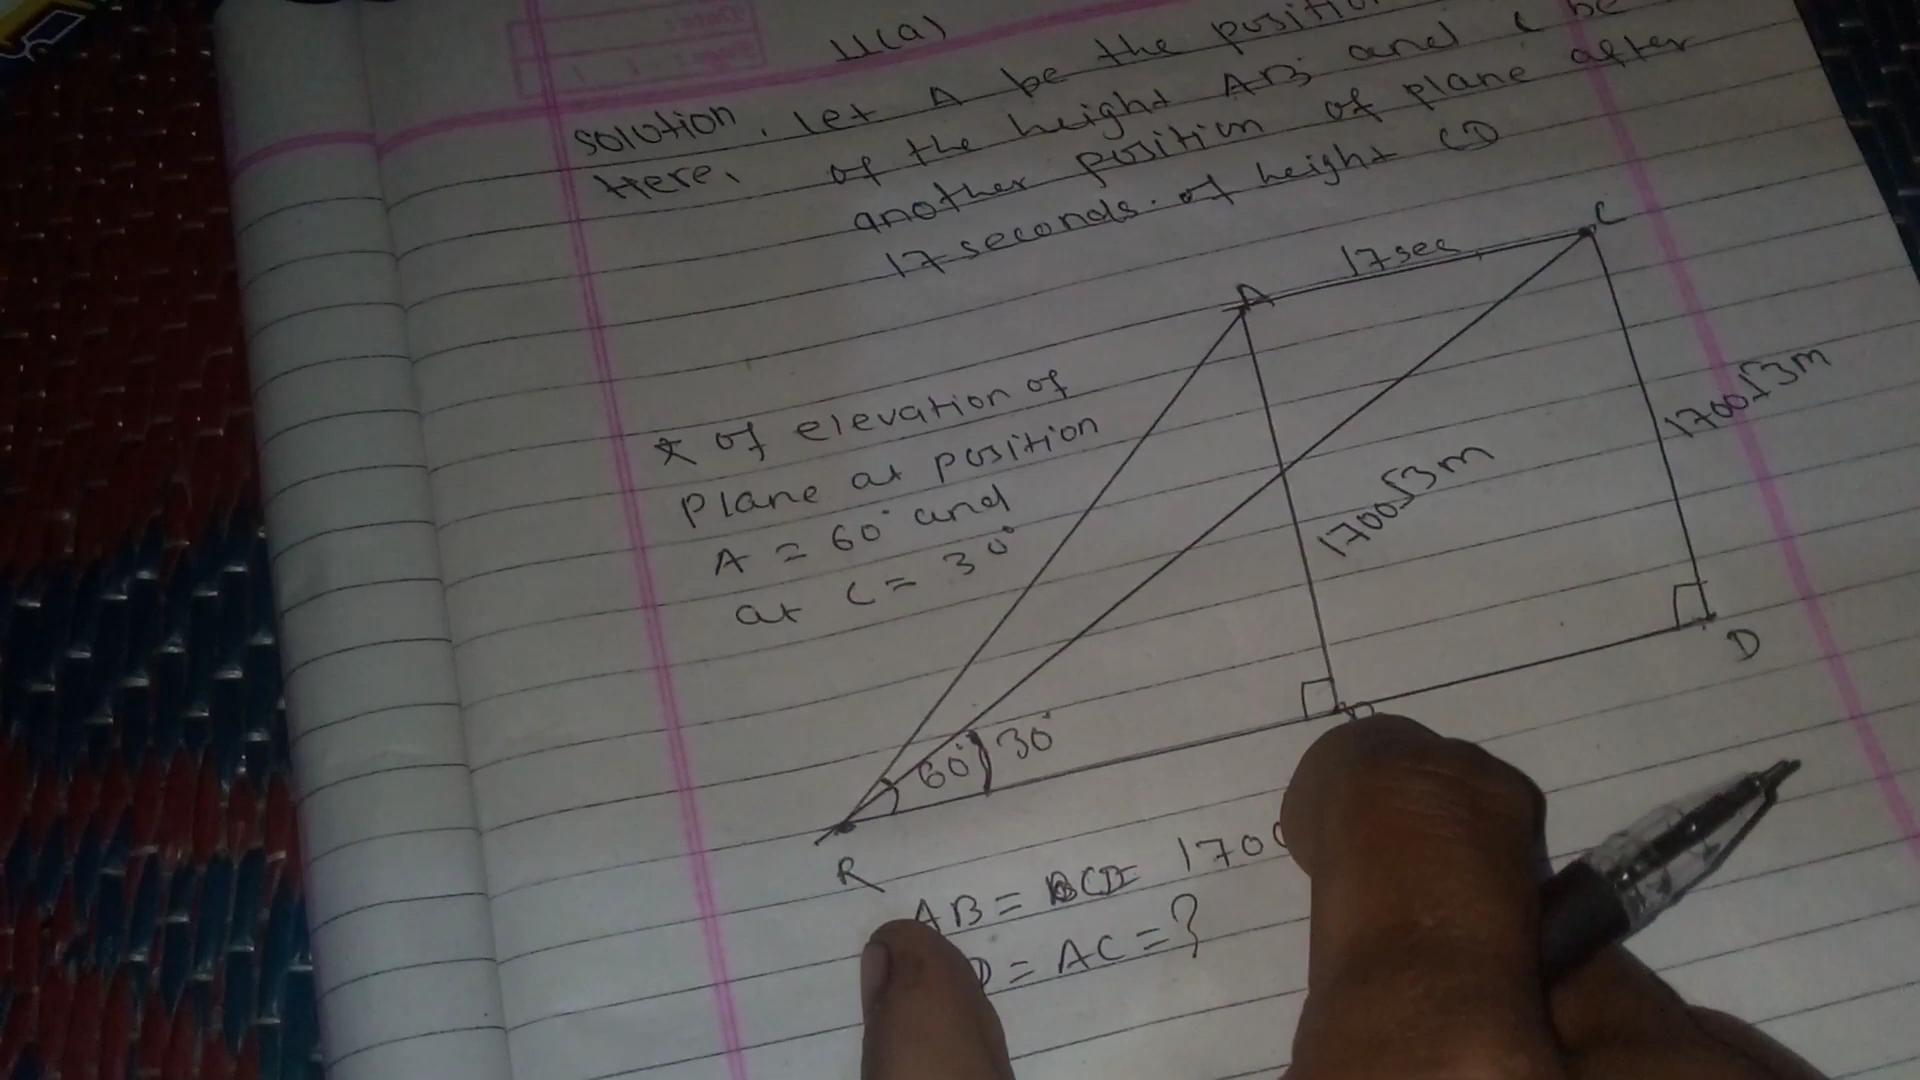 11(a)
solution. Let A be the positio
Here, of the height AB and C be
another position of plane after
17 seconds. of height CD
17 sec
A
C
∡ of elevation of
Plane at position
A = 60° and
at C = 30°
1700√3m
1700√3m
D
60°
30°
R
AB = CD = 170
D = AC = ?